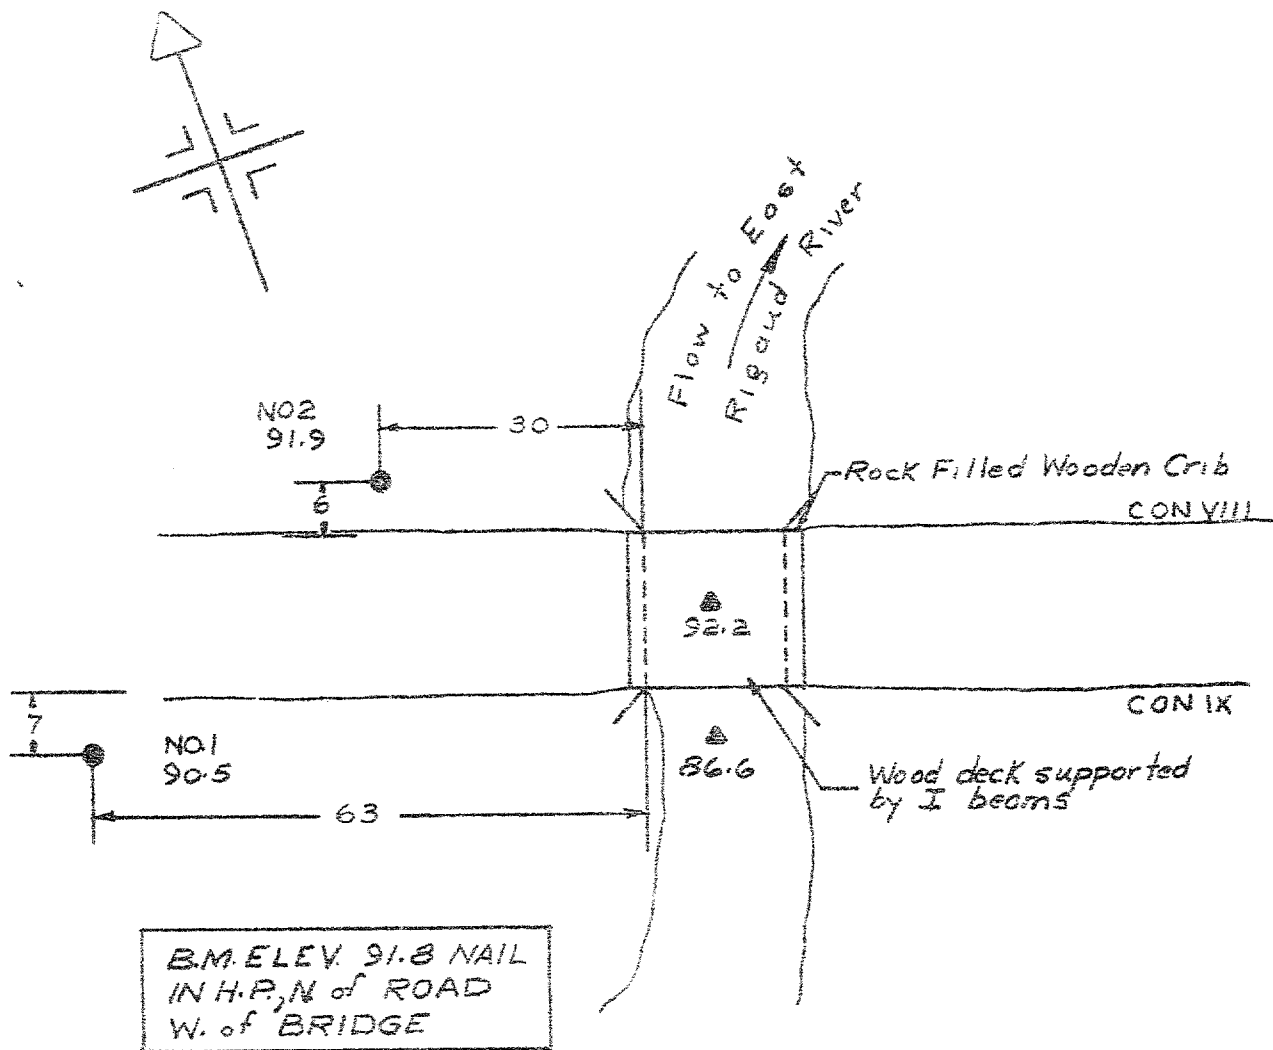 Flow to East
Rigaud River
NO2
91.9
30
6
Rock Filled Wooden Crib
CON VIII
92.2
CON IX
7
NO.1
90.5
86.6
Wood deck supported
by I beams
63
B.M. ELEV. 91.8 NAIL
IN H.P., N. of ROAD
W. of BRIDGE